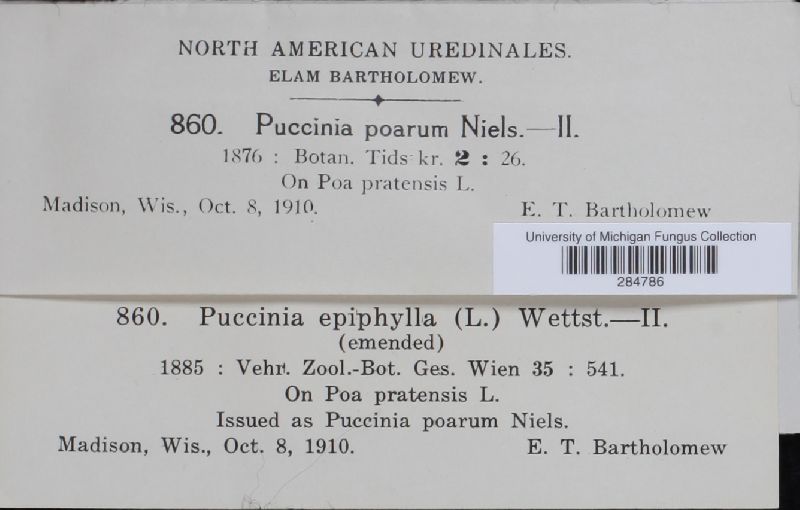 NORTH AMERICAN UREDINALES.
ELAM BARTHOLOMEW.
860. Puccinia poarum Niels.—II.
1876 : Botan. Tids kr. 2 : 26.
On Poa pratensis L.
Madison, Wis., Oct. 8, 1910. E. T. Bartholomew
University of Michigan Fungus Collection
284786
860. Puccinia epiphylla (L.) Wettst.—II.
(emended)
1885 : Vehr. Zool.-Bot. Ges. Wien 35 : 541.
On Poa pratensis L.
Issued as Puccinia poarum Niels.
Madison, Wis., Oct. 8, 1910. E. T. Bartholomew